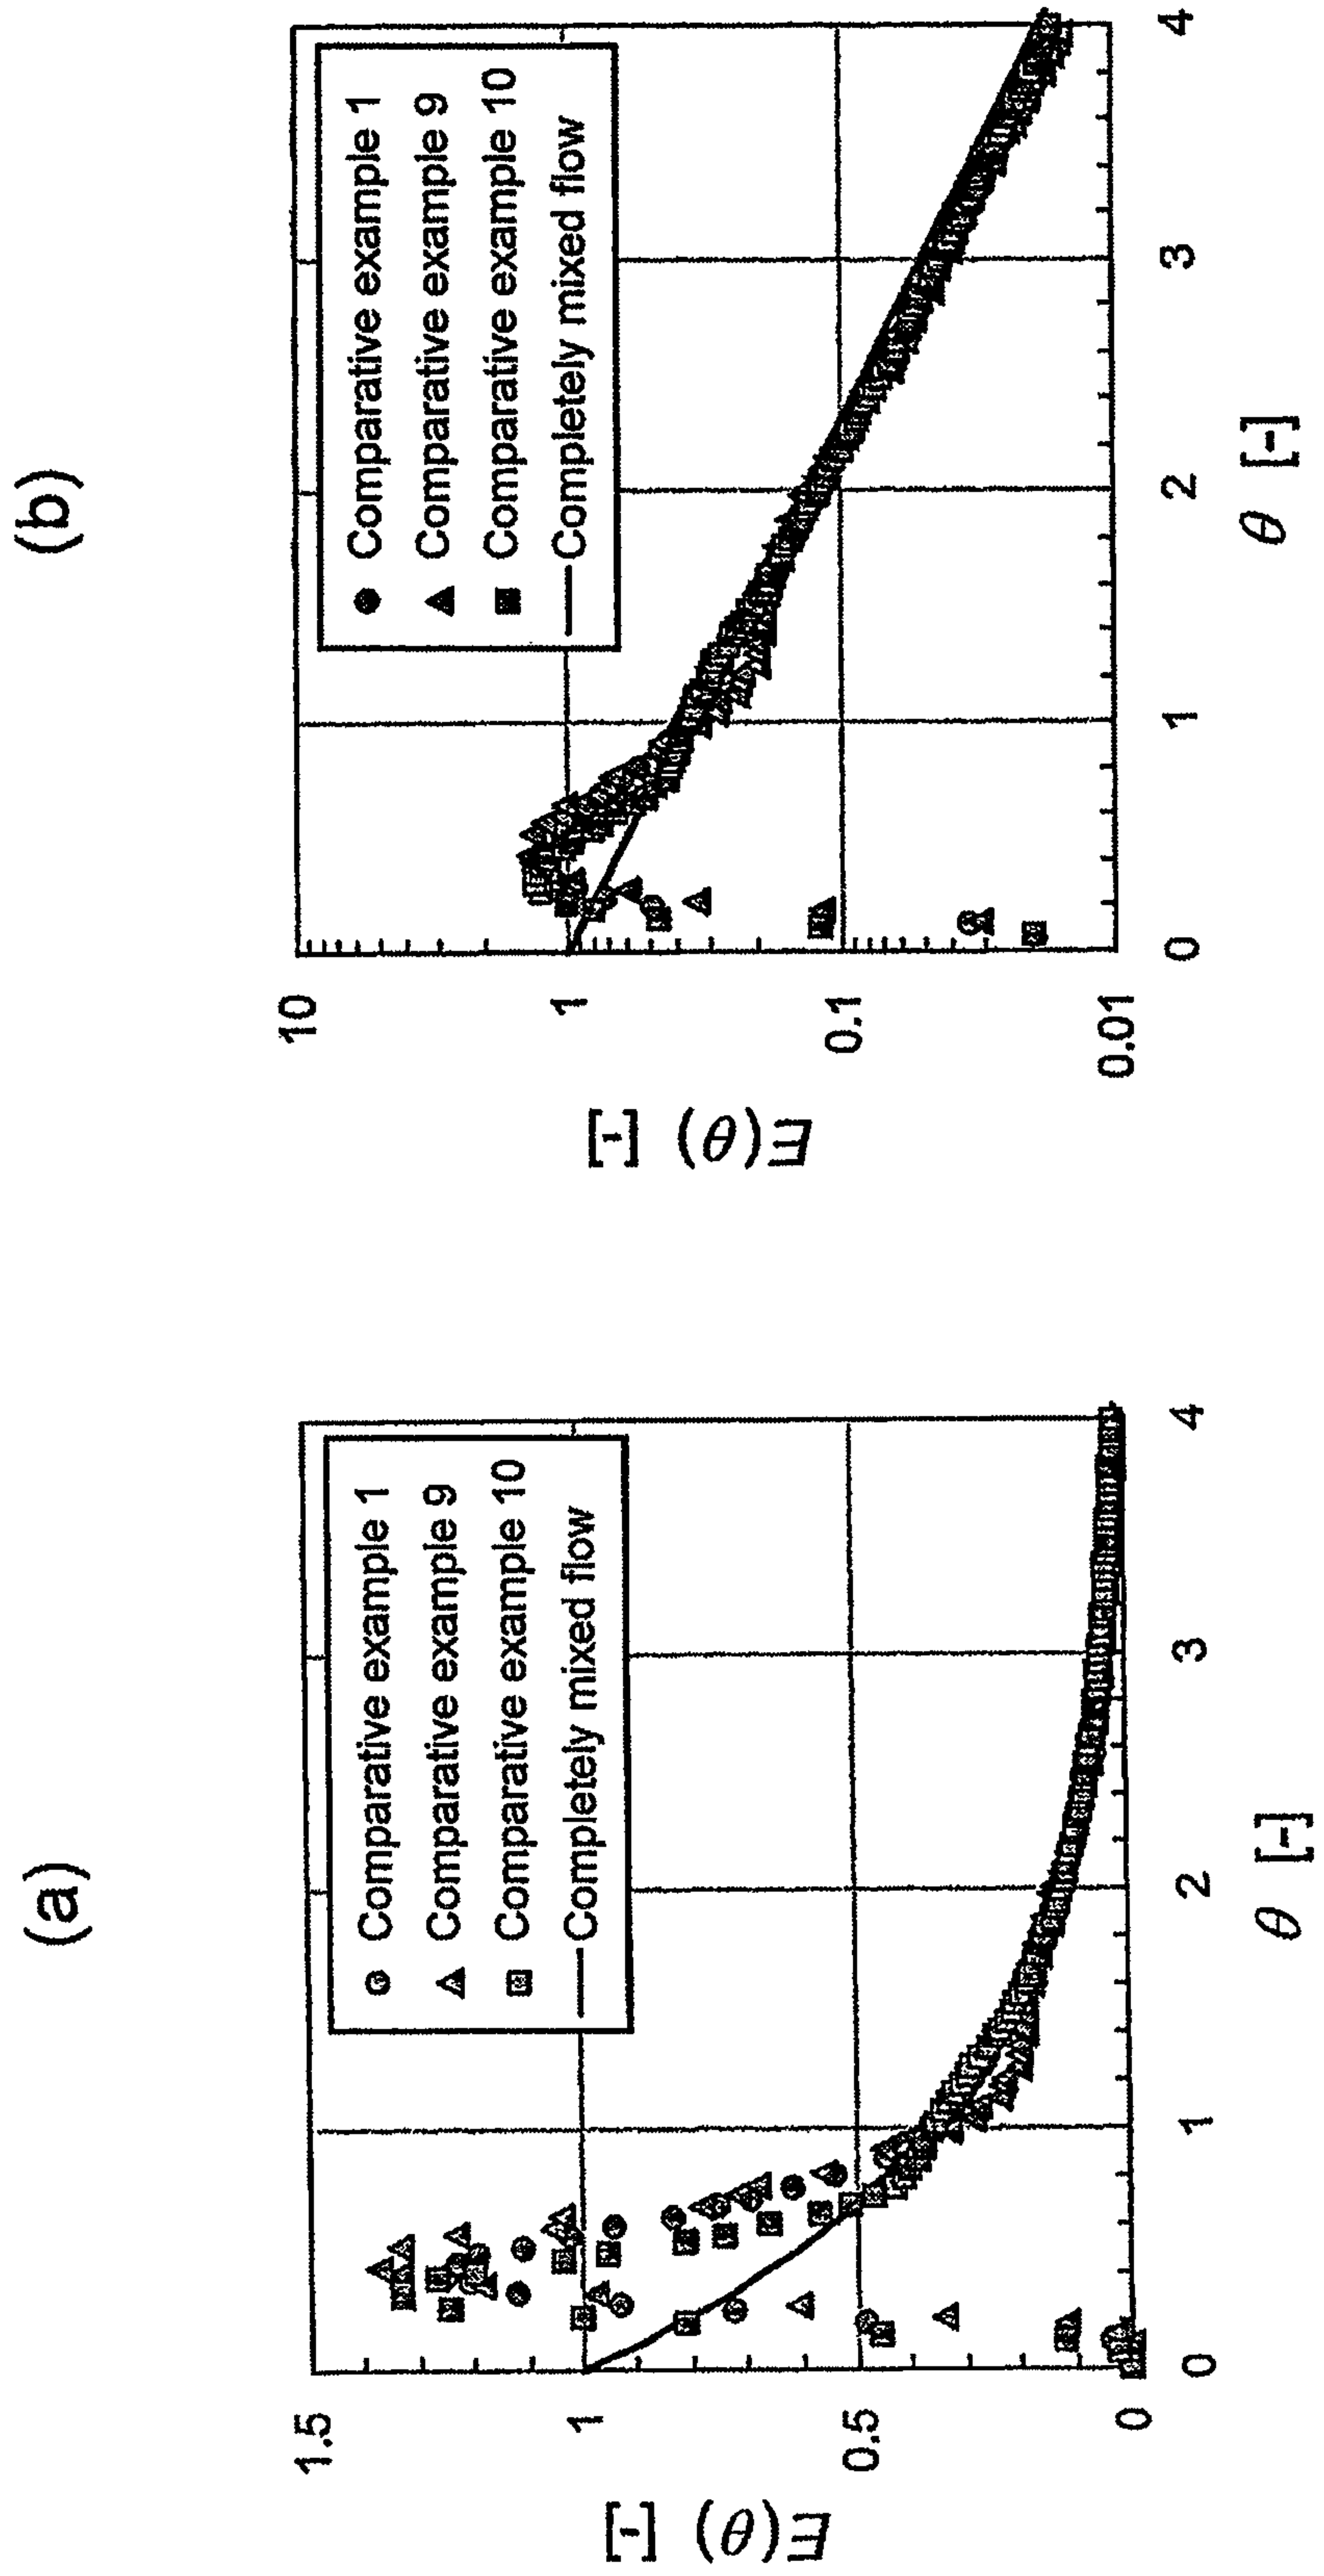 (a)
E(θ) [-]
1.5
1
0.5
0
Comparative example 1
Comparative example 9
Comparative example 10
Completely mixed flow
0 1 2 3 4
θ [-]
(b)
E(θ) [-]
10
1
0.1
0.01
Comparative example 1
Comparative example 9
Comparative example 10
Completely mixed flow
0 1 2 3 4
θ [-]